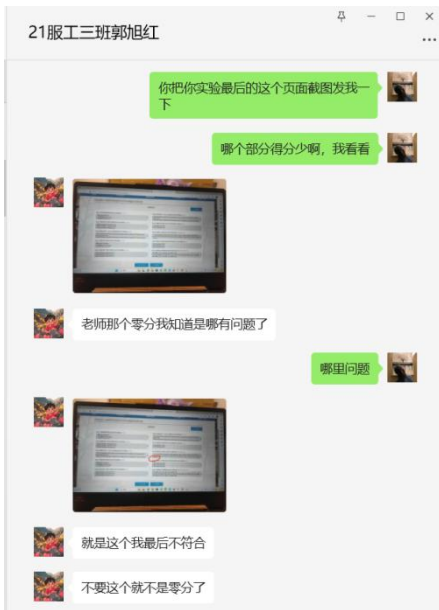 21服工三班郭旭红
你把你实验最后的这个页面截图发我一
下
哪个部分得分少啊，我看看
老师那个零分我知道是哪有问题了
哪里问题
就是这个我最后不符合
不要这个就不是零分了